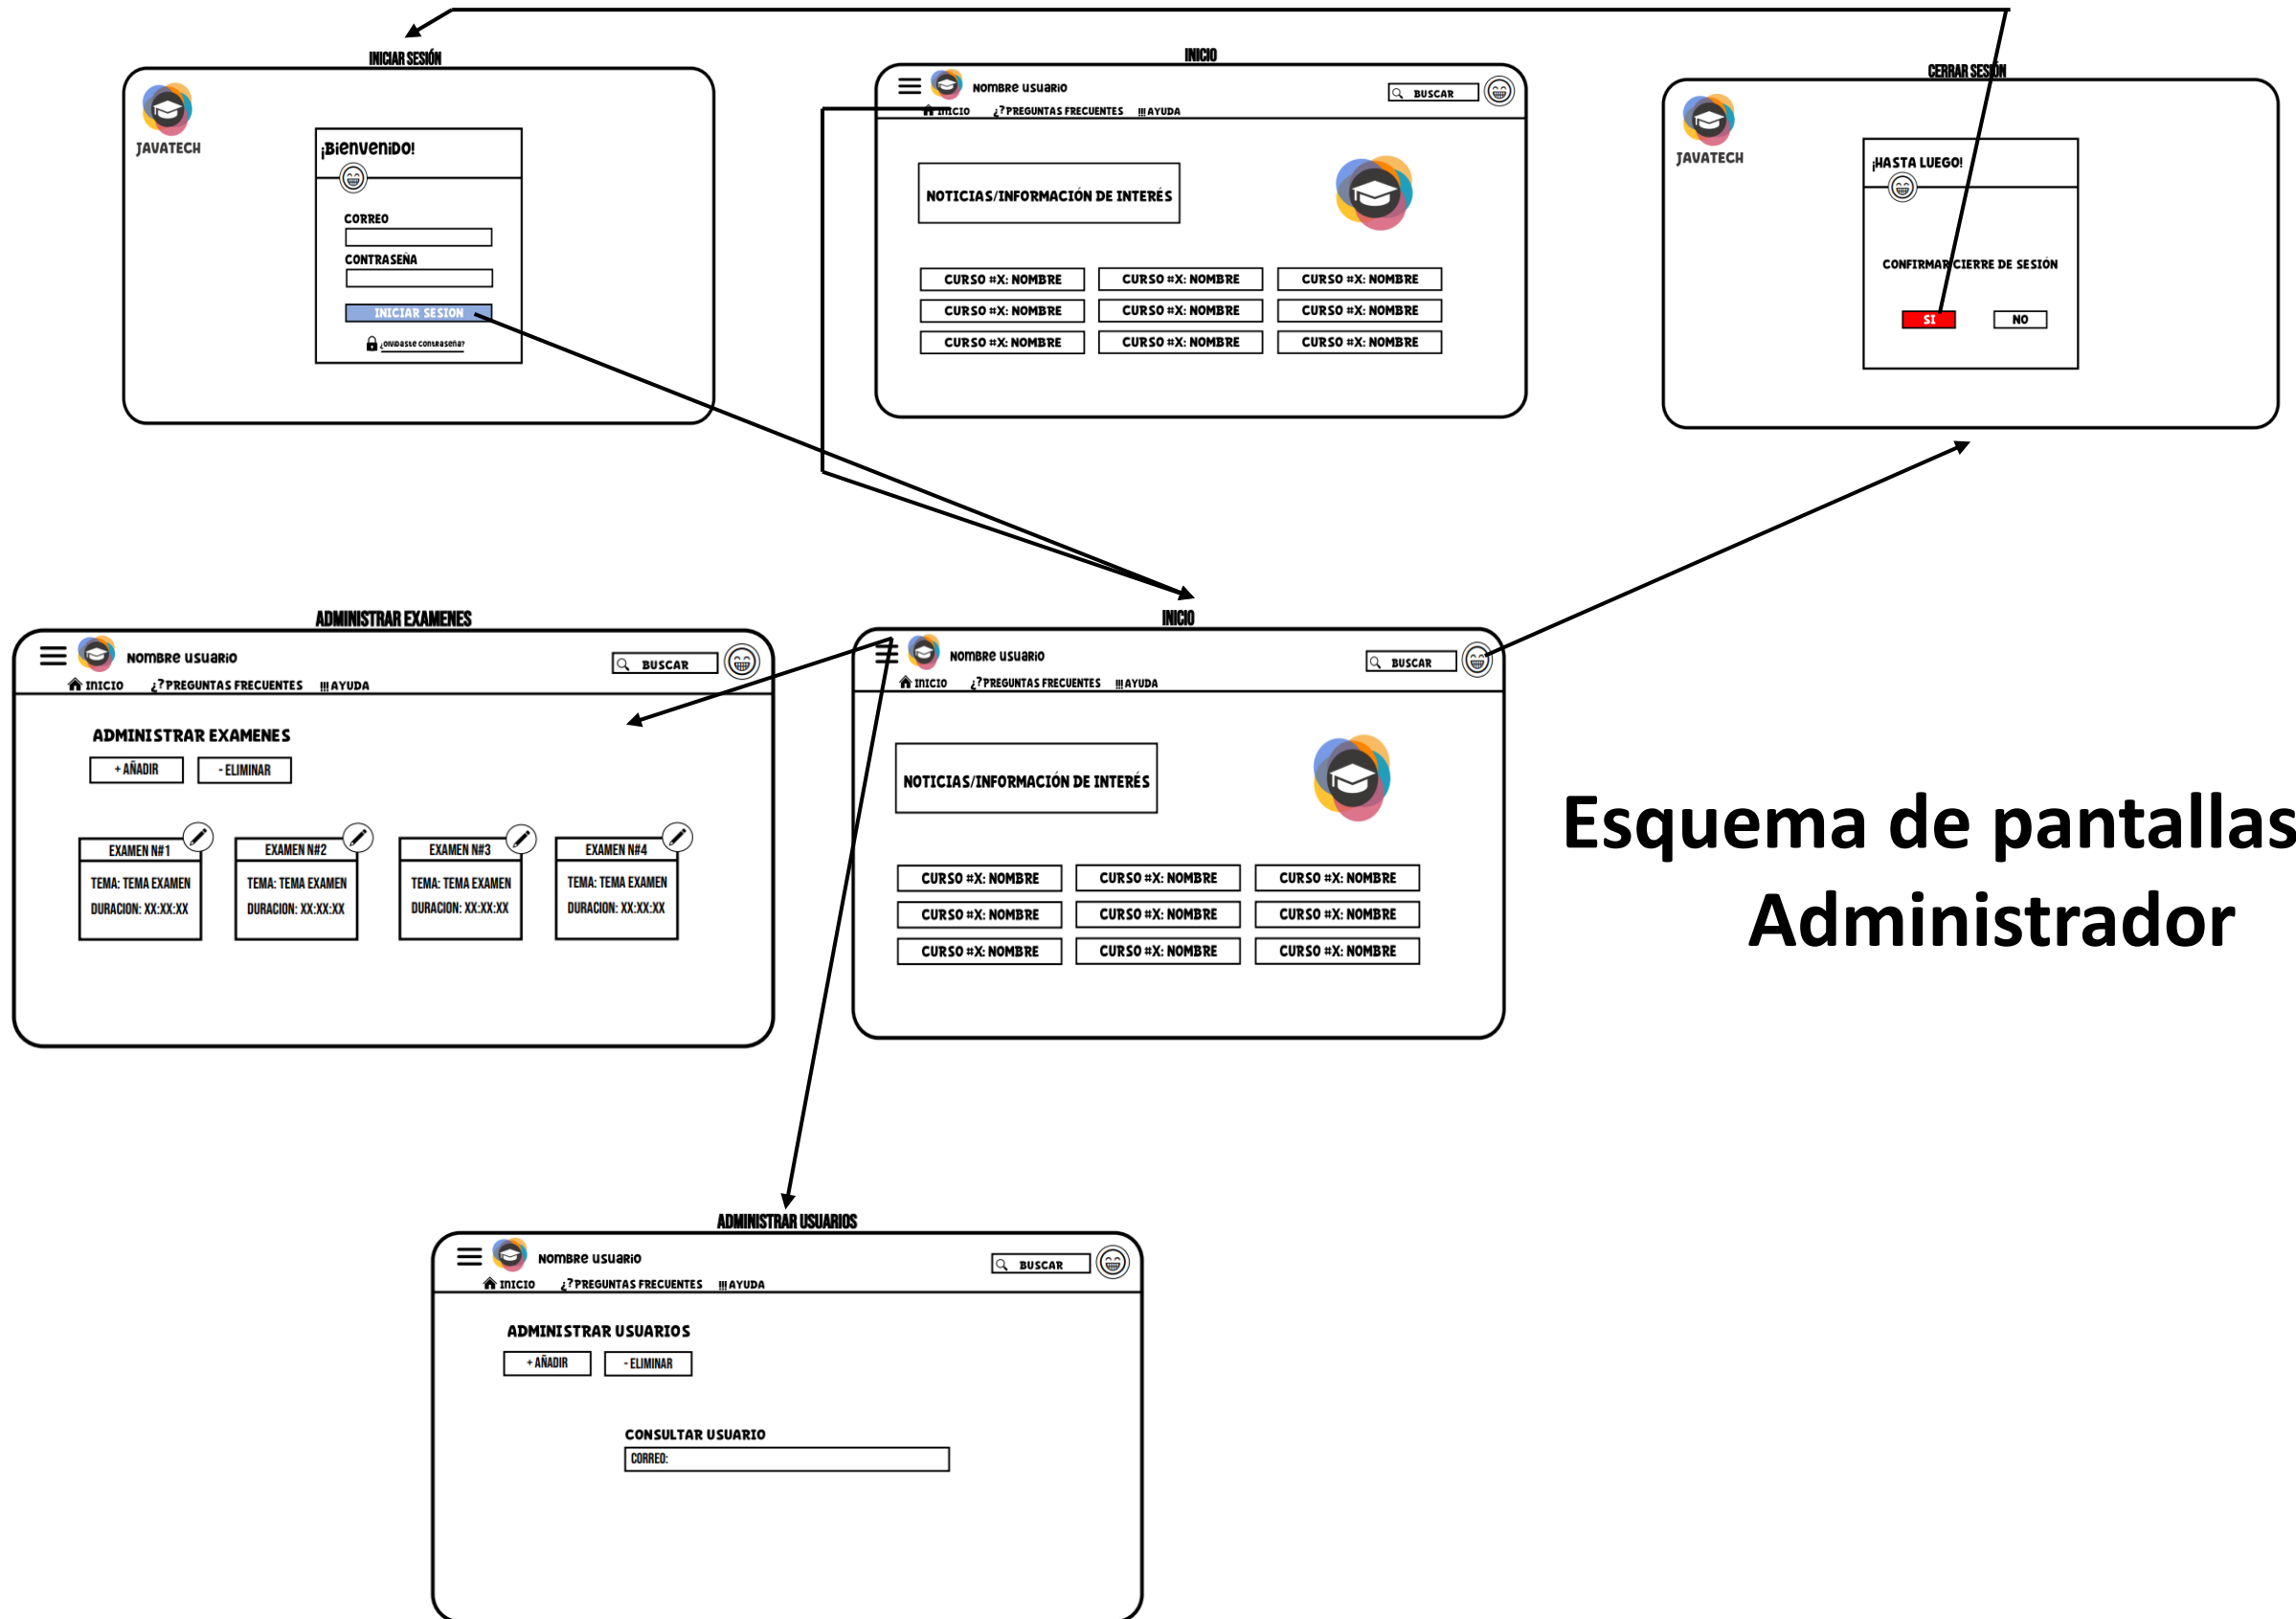 INICIAR SESIÓN
JAVATECH
¡BIENVENIDO!
CORREO
CONTRASEÑA
INICIAR SESION
¿OLVIDASTE CONTRASEÑA?
INICIO
NOMBRE USUARIO
BUSCAR
INICIO ¿?PREGUNTAS FRECUENTES !!! AYUDA
NOTICIAS/INFORMACIÓN DE INTERÉS
CURSO #X: NOMBRE CURSO #X: NOMBRE CURSO #X: NOMBRE
CURSO #X: NOMBRE CURSO #X: NOMBRE CURSO #X: NOMBRE
CURSO #X: NOMBRE CURSO #X: NOMBRE CURSO #X: NOMBRE
CERRAR SESIÓN
JAVATECH
¡HASTA LUEGO!
CONFIRMAR CIERRE DE SESIÓN
SI NO
ADMINISTRAR EXAMENES
NOMBRE USUARIO
BUSCAR
INICIO ¿?PREGUNTAS FRECUENTES !!! AYUDA
ADMINISTRAR EXAMENES
+ AÑADIR - ELIMINAR
EXAMEN N#1 EXAMEN N#2 EXAMEN N#3 EXAMEN N#4
TEMA: TEMA EXAMEN TEMA: TEMA EXAMEN TEMA: TEMA EXAMEN TEMA: TEMA EXAMEN
DURACION: XX:XX:XX DURACION: XX:XX:XX DURACION: XX:XX:XX DURACION: XX:XX:XX
INICIO
NOMBRE USUARIO
BUSCAR
INICIO ¿?PREGUNTAS FRECUENTES !!! AYUDA
NOTICIAS/INFORMACIÓN DE INTERÉS
CURSO #X: NOMBRE CURSO #X: NOMBRE CURSO #X: NOMBRE
CURSO #X: NOMBRE CURSO #X: NOMBRE CURSO #X: NOMBRE
CURSO #X: NOMBRE CURSO #X: NOMBRE CURSO #X: NOMBRE
Esquema de pantallas
Administrador
ADMINISTRAR USUARIOS
NOMBRE USUARIO
BUSCAR
INICIO ¿?PREGUNTAS FRECUENTES !!! AYUDA
ADMINISTRAR USUARIOS
+ AÑADIR - ELIMINAR
CONSULTAR USUARIO
CORREO: